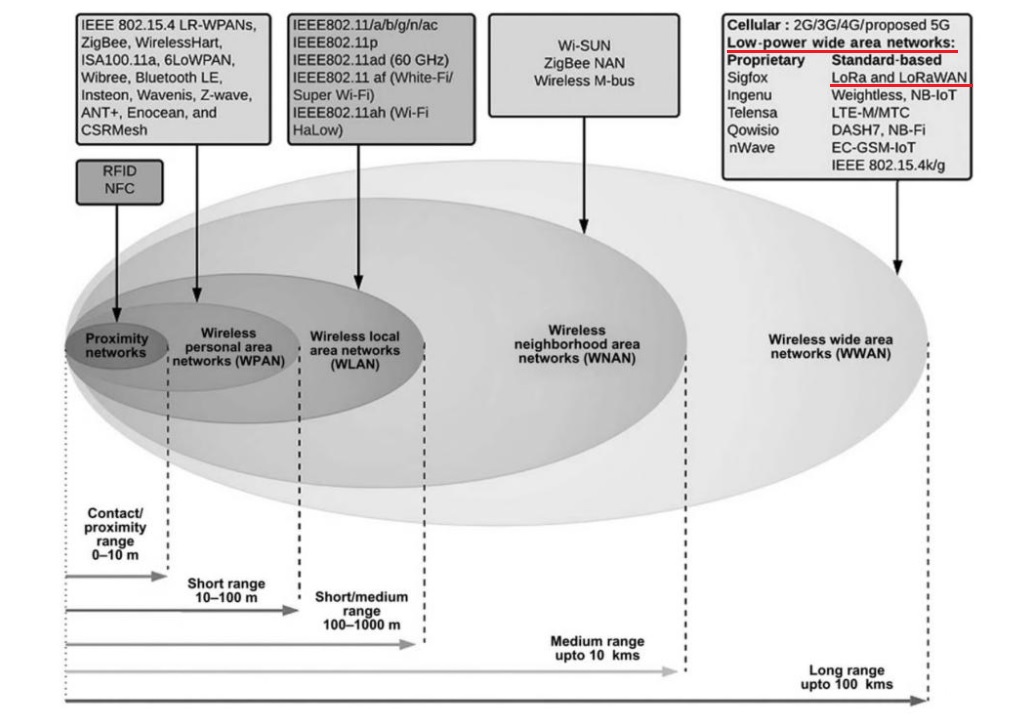 IEEE 802.15.4 LR-WPANs,
ZigBee, WirelessHart,
ISA100.11a, 6LoWPAN,
Wibree, Bluetooth LE,
Insteon, Wavenis, Z-wave,
ANT+, Enocean, and
CSRMesh
IEEE802.11/a/b/g/n/ac
IEEE802.11p
IEEE802.11ad (60 GHz)
IEEE802.11 af (White-Fi/
Super Wi-Fi)
IEEE802.11ah (Wi-Fi
HaLow)
Wi-SUN
ZigBee NAN
Wireless M-bus
Cellular : 2G/3G/4G/proposed 5G
Low-power wide area networks:
Proprietary Standard-based
Sigfox LoRa and LoRaWAN
Ingenu Weightless, NB-IoT
Telensa LTE-M/MTC
Qowisio DASH7, NB-Fi
nWave EC-GSM-IoT
IEEE 802.15.4k/g
RFID
NFC
Proximity
networks
Wireless
personal area
networks (WPAN)
Wireless local
area networks
(WLAN)
Wireless
neighborhood area
networks (WNAN)
Wireless wide area
networks (WWAN)
Contact/
proximity
range
0–10 m
Short range
10–100 m
Short/medium
range
100–1000 m
Medium range
upto 10 kms
Long range
upto 100 kms